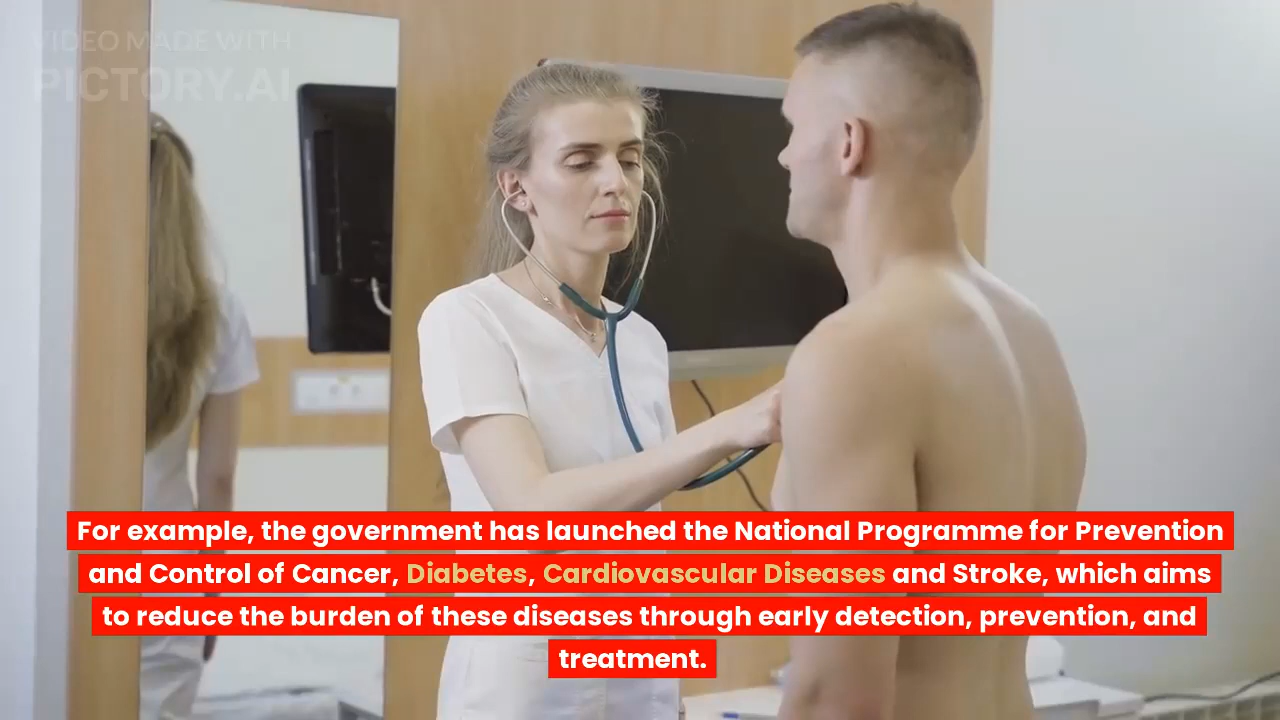 VIDEO MADE WITH
PICTORY.AI
For example, the government has launched the National Programme for Prevention
and Control of Cancer, Diabetes, Cardiovascular Diseases and Stroke, which aims
to reduce the burden of these diseases through early detection, prevention, and
treatment.